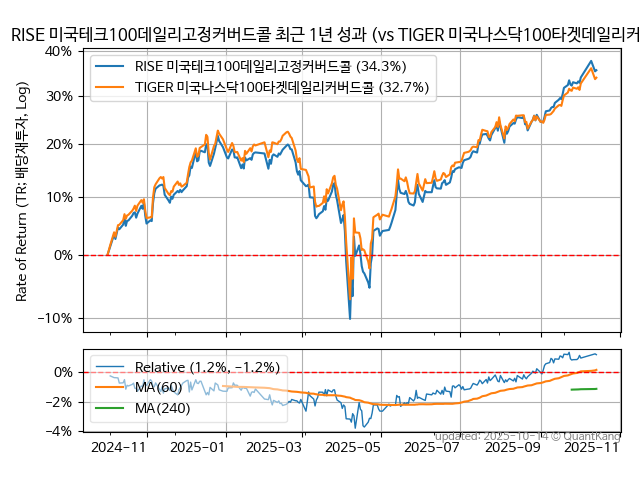 RISE 미국테크100데일리고정커버드콜 최근 1년 성과 (vs TIGER 미국나스닥100타겟데일리커
40%
30%
20%
10%
0%
−10%
Rate of Return (TR: 배당재투자, Log)
RISE 미국테크100데일리고정커버드콜 (34.3%)
TIGER 미국나스닥100타겟데일리커버드콜 (32.7%)
0%
−2%
−4%
Relative (1.2%, −1.2%)
MA(60)
MA(240)
updated: 2025-10-14 © QuantKang
2024-11 2025-01 2025-03 2025-05 2025-07 2025-09 2025-11